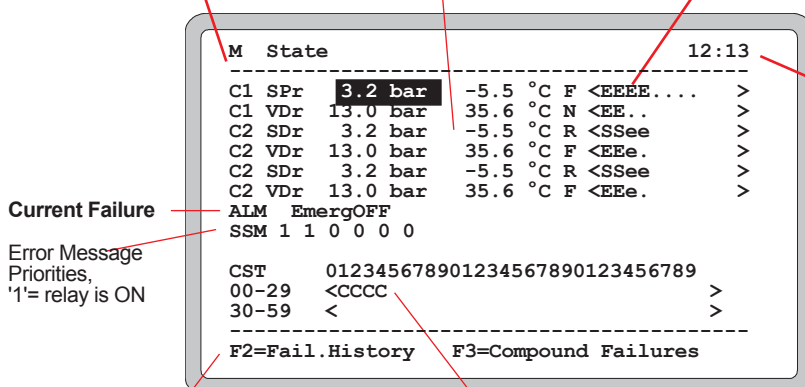 M  State 12:13
--------------------------------------------
C1 SPr 3.2 bar -5.5 °C F <EEEE.... >
C1 VDr 13.0 bar 35.6 °C N <EE.. >
C2 SDr 3.2 bar -5.5 °C R <SSee >
C2 VDr 13.0 bar 35.6 °C F <EEe. >
C2 SDr 3.2 bar -5.5 °C R <SSee >
C2 VDr 13.0 bar 35.6 °C F <EEe. >
Current Failure
ALM EmergOFF
SSM 1 1 0 0 0 0
Error Message
Priorities,
'1'= relay is ON
CST 012345678901234567890123456789
00-29 <CCCC >
30-59 < >
--------------------------------------------
F2=Fail.History F3=Compound Failures